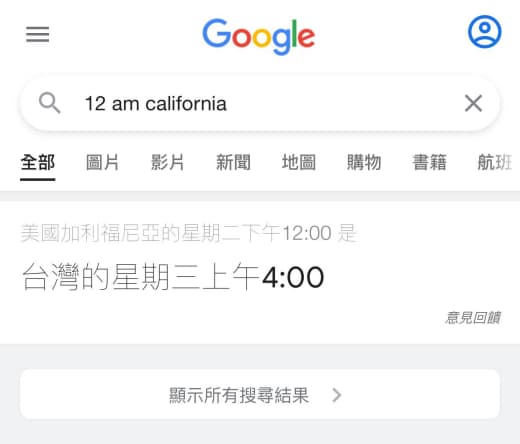 Google
12 am california
全部 圖片 影片 新聞 地圖 購物 書籍 航班
美國加利福尼亞的星期二下午12:00 是
台灣的星期三上午4:00
意見回饋
顯示所有搜尋結果